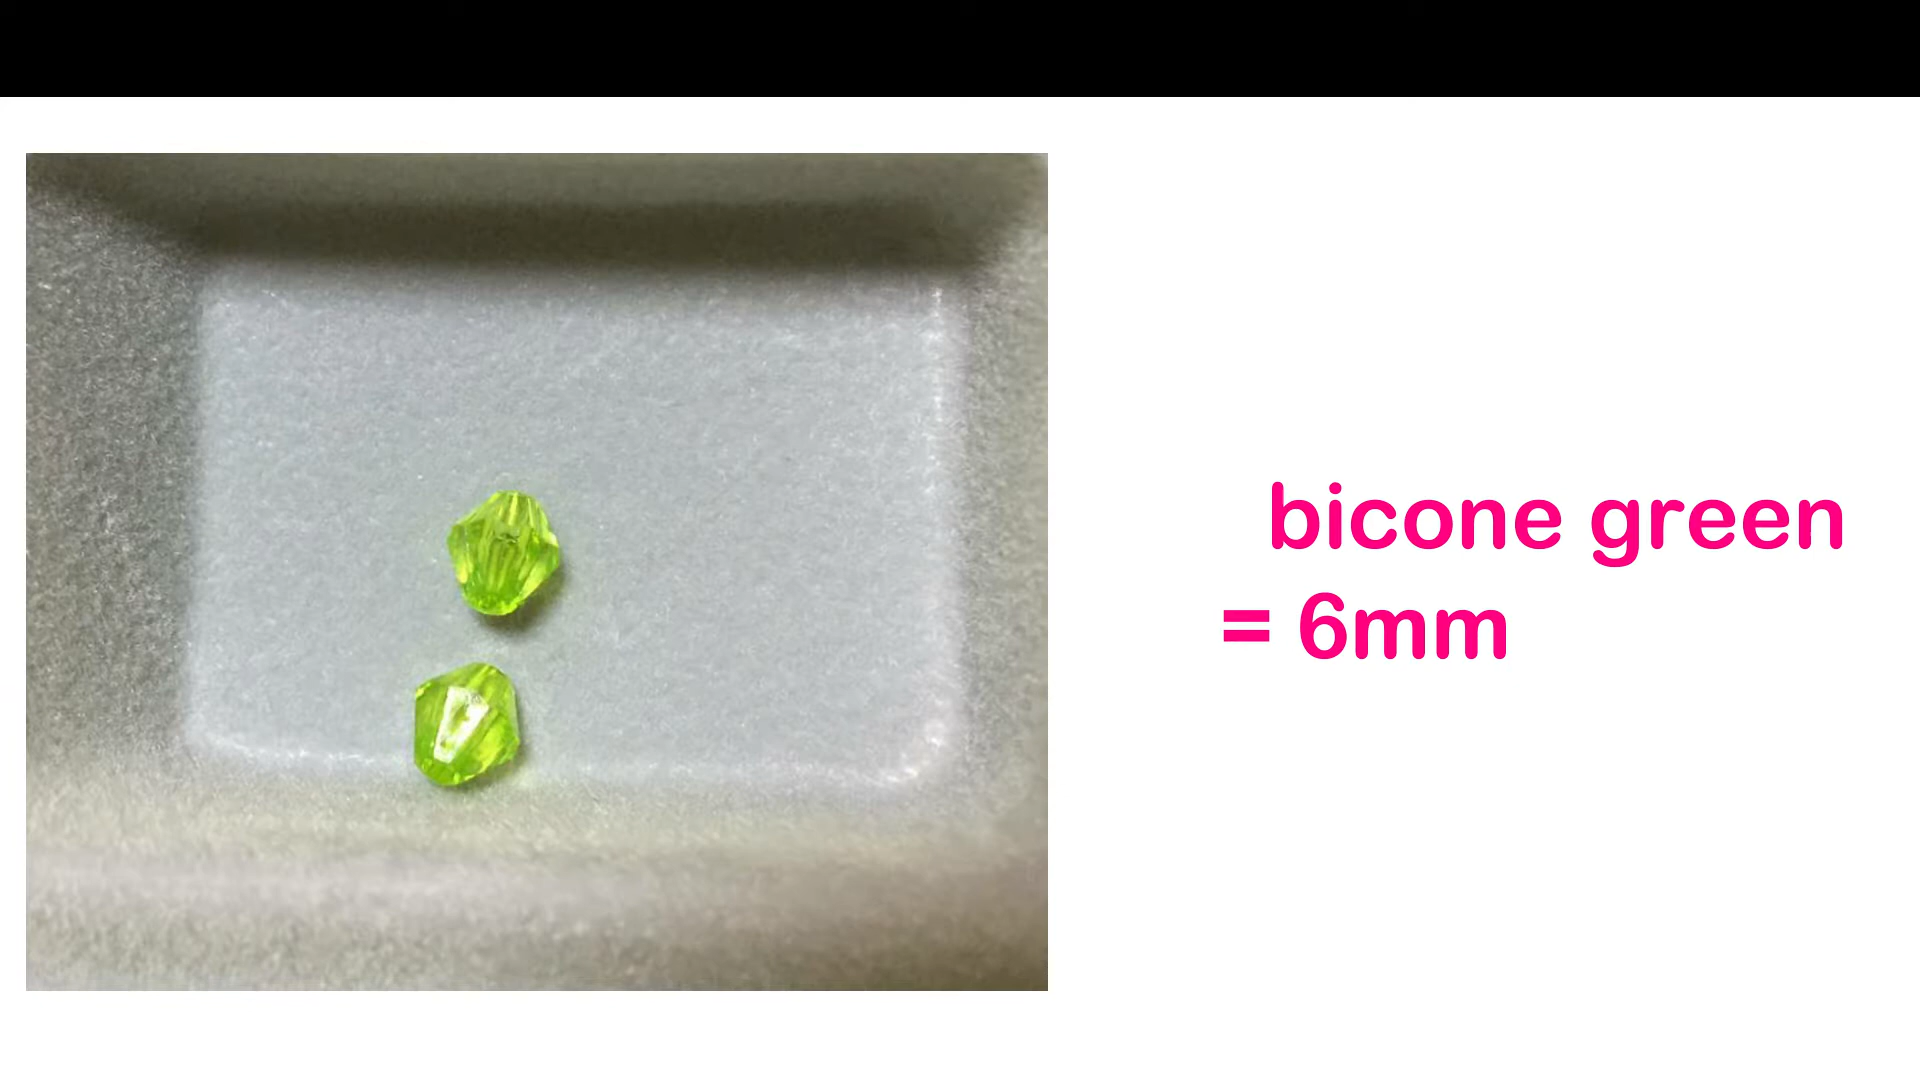 bicone green
= 6mm